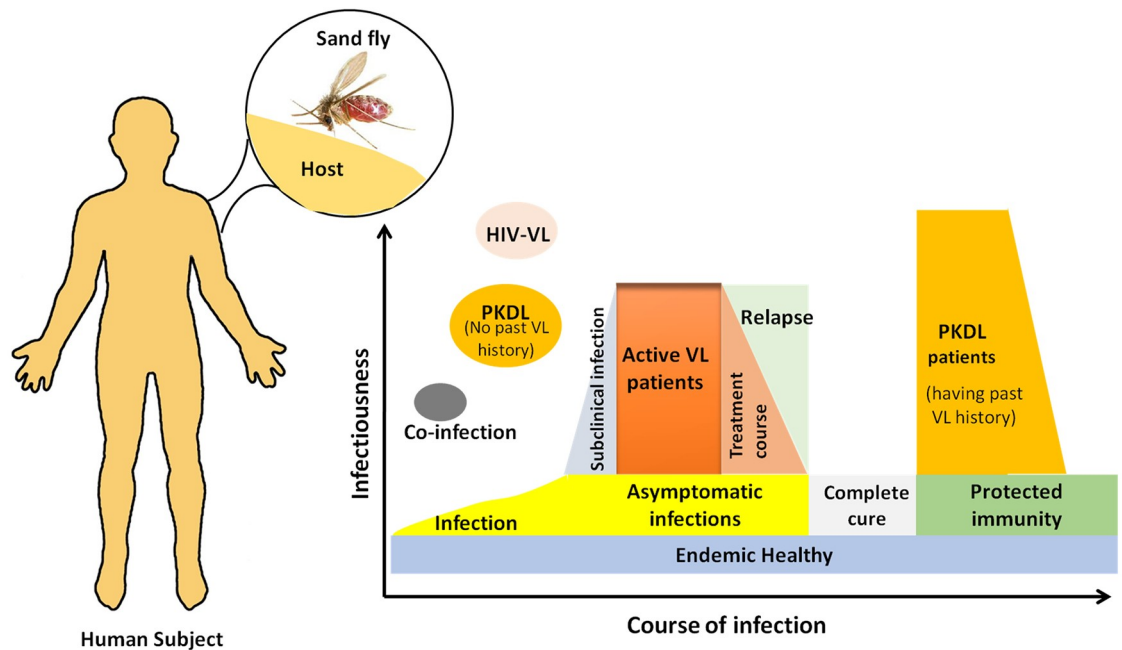 Sand fly
Host
Human Subject
Infectiousness
HIV-VL
PKDL
(No past VL
history)
Co-infection
Subclinical infection
Active VL
patients
Treatment
course
Relapse
PKDL
patients
(having past
VL history)
Infection
Asymptomatic
infections
Complete
cure
Protected
immunity
Endemic Healthy
Course of infection